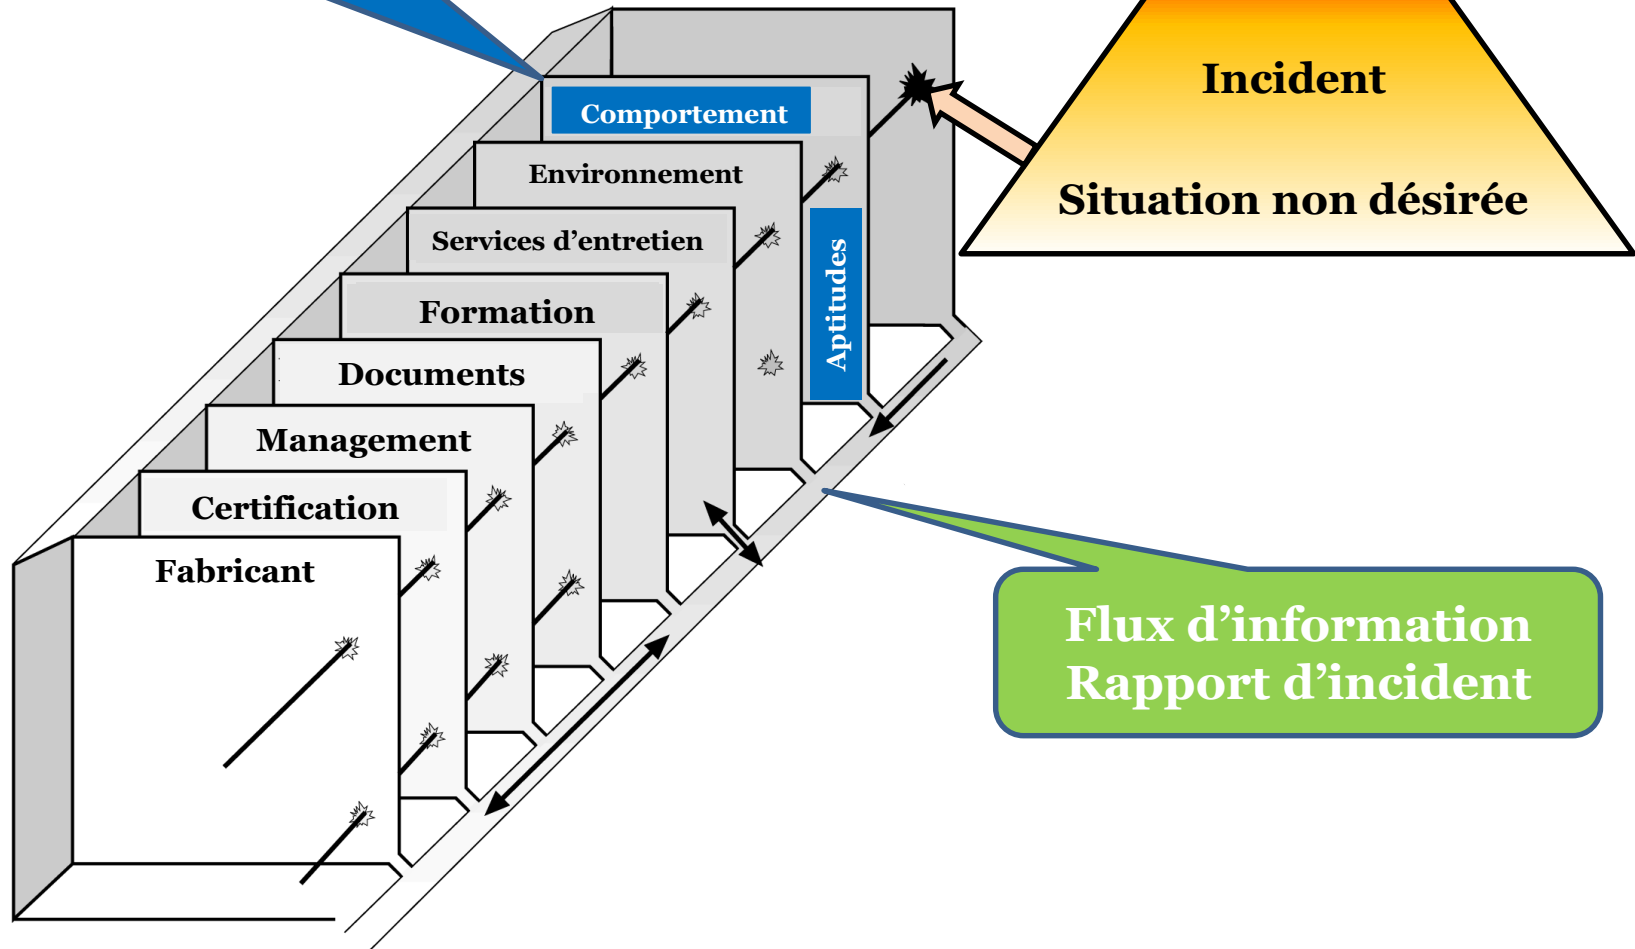 Incident
Situation non désirée
Comportement
Environnement
Aptitudes
Services d’entretien
Formation
Documents
Management
Certification
Fabricant
Flux d’information
Rapport d’incident